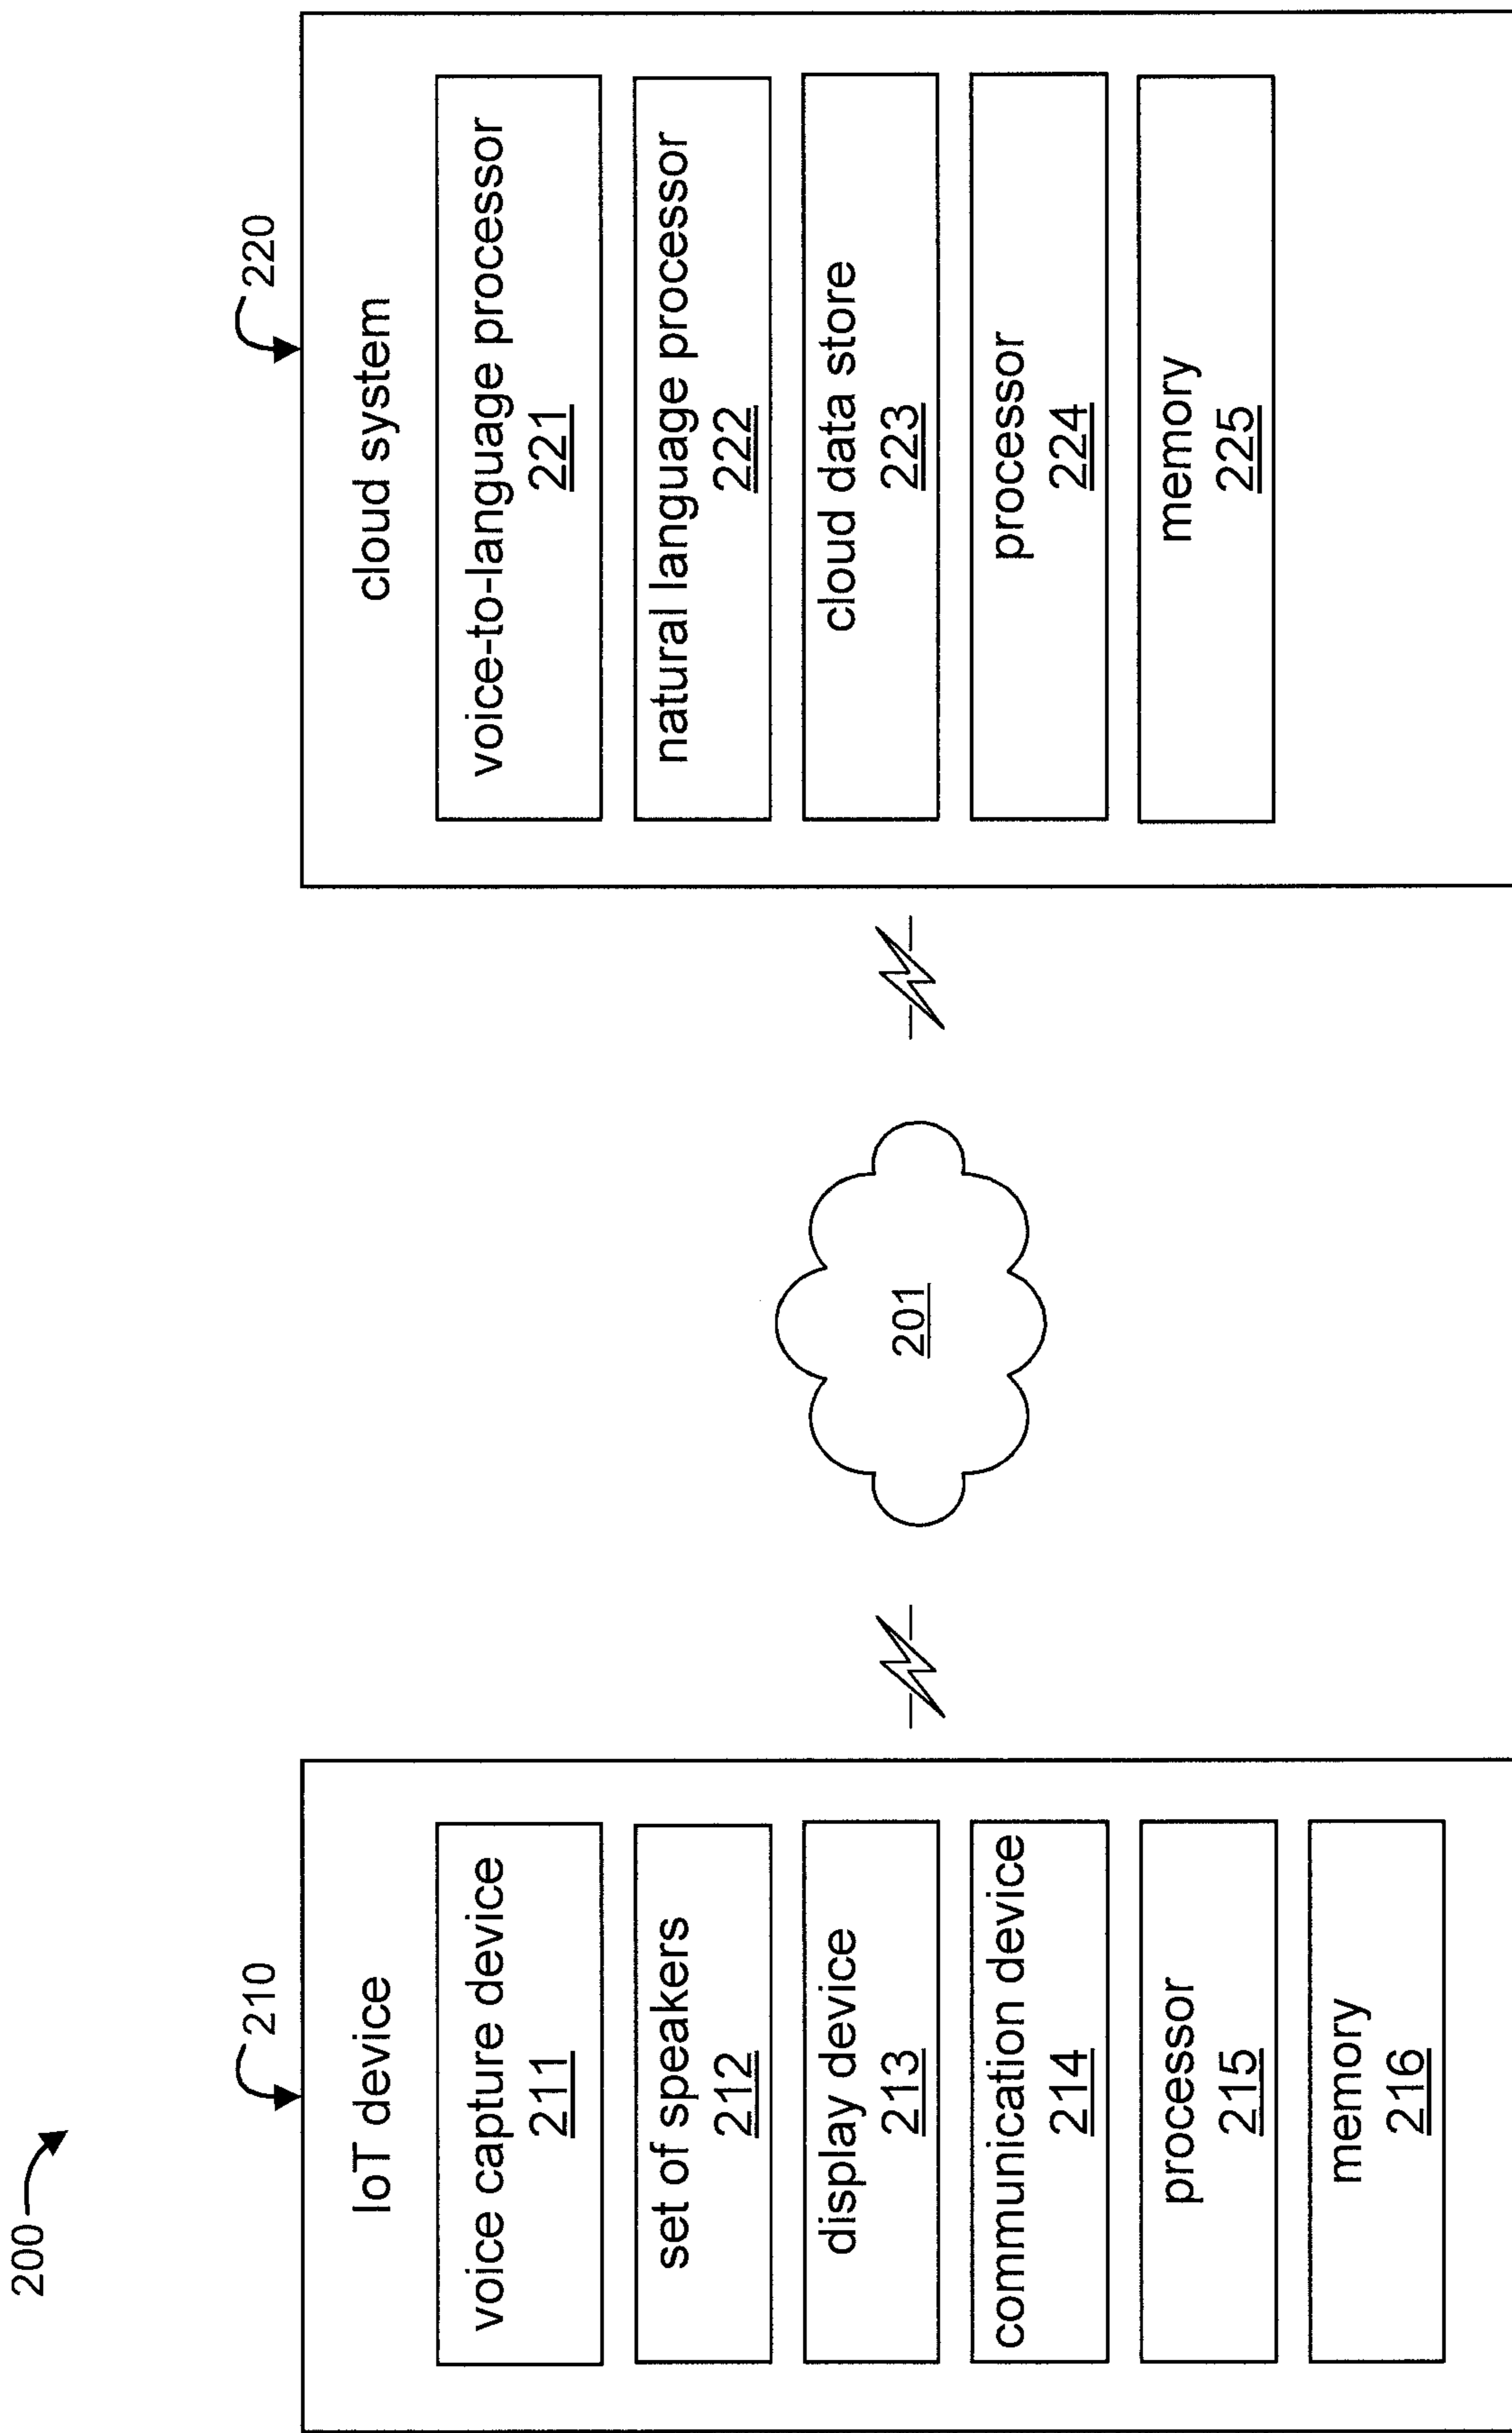 200
210
IoT device
voice capture device
211
set of speakers
212
display device
213
communication device
214
processor
215
memory
216
201
220
cloud system
voice-to-language processor
221
natural language processor
222
cloud data store
223
processor
224
memory
225